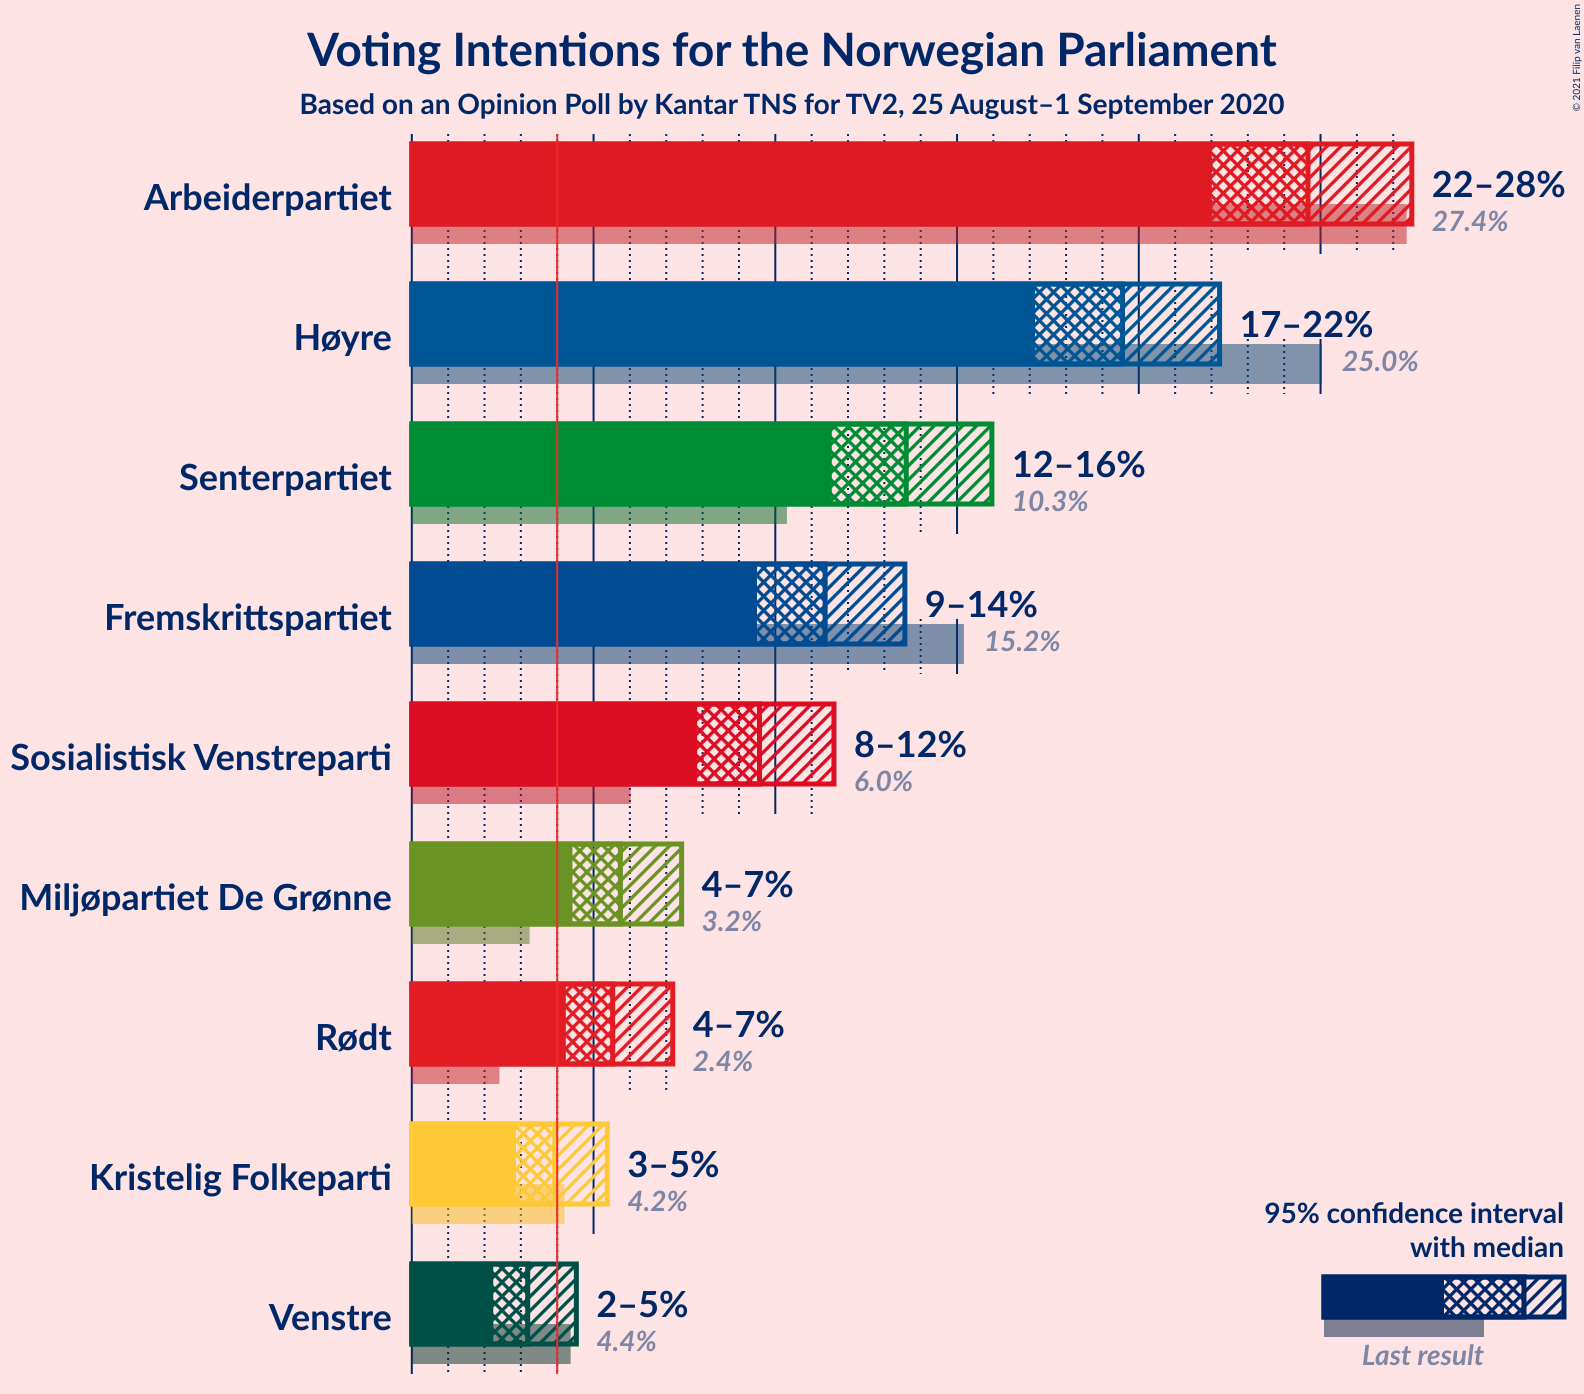 Voting Intentions for the Norwegian Parliament
Based on an Opinion Poll by Kantar TNS for TV2, 25 August–1 September 2020
© 2021 Filip van Laenen
Arbeiderpartiet
22–28%
27.4%
Høyre
17–22%
25.0%
Senterpartiet
12–16%
10.3%
Fremskrittspartiet
9–14%
15.2%
Sosialistisk Venstreparti
8–12%
6.0%
Miljøpartiet De Grønne
4–7%
3.2%
Rødt
4–7%
2.4%
Kristelig Folkeparti
3–5%
4.2%
Venstre
2–5%
4.4%
95% confidence interval
with median
Last result